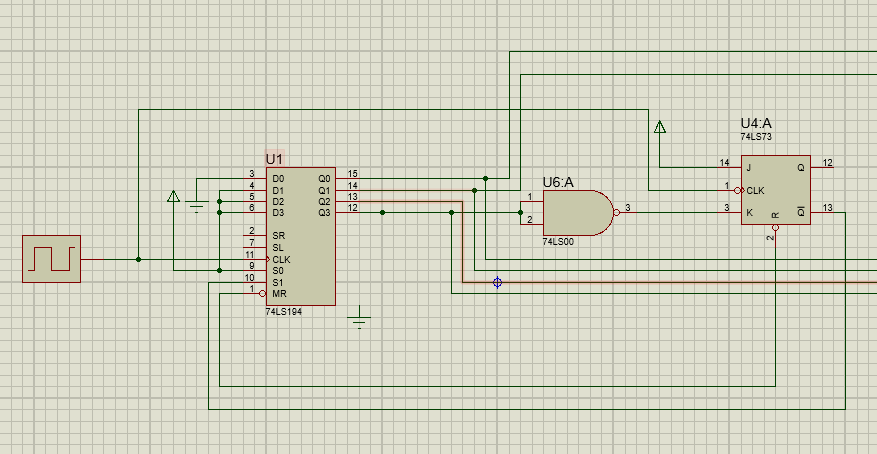 U1
3 D0 Q0 15
4 D1 Q1 14
5 D2 Q2 13
6 D3 Q3 12
2 SR
7 SL
11 CLK
9 S0
10 S1
1 MR
74LS194
U6:A
1
2
3
74LS00
U4:A
74LS73
14 J Q 12
1 CLK
3 K Q 13
R
2